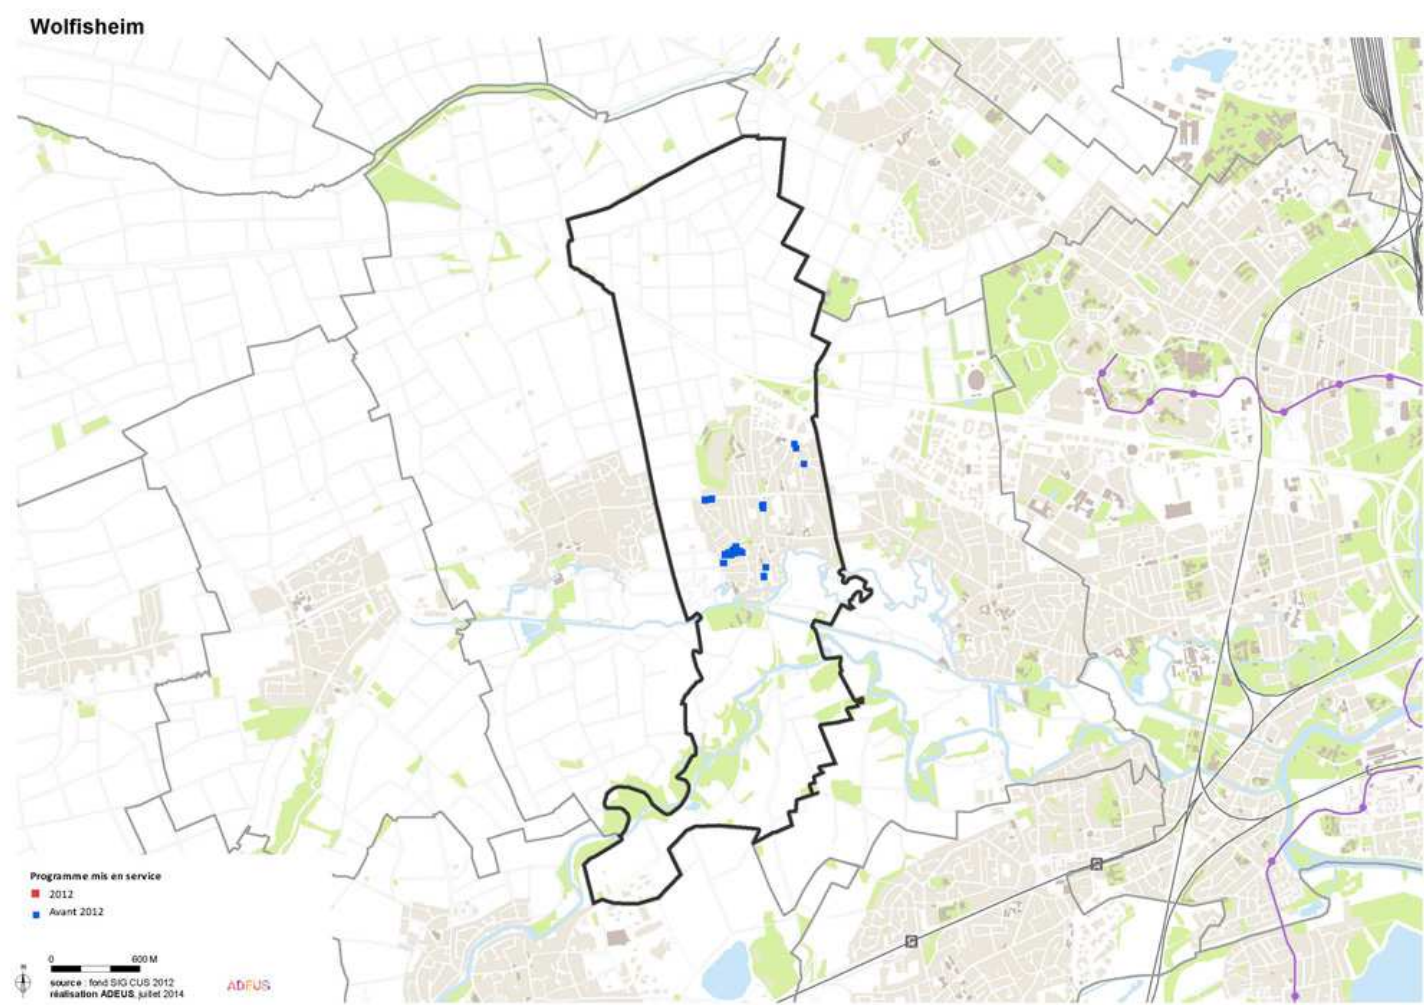 Wolfisheim
Programme mis en service
2012
Avant 2012
0 600 M
source : fond SIG CUS 2012
réalisation ADEUS, juillet 2014
ADEUS